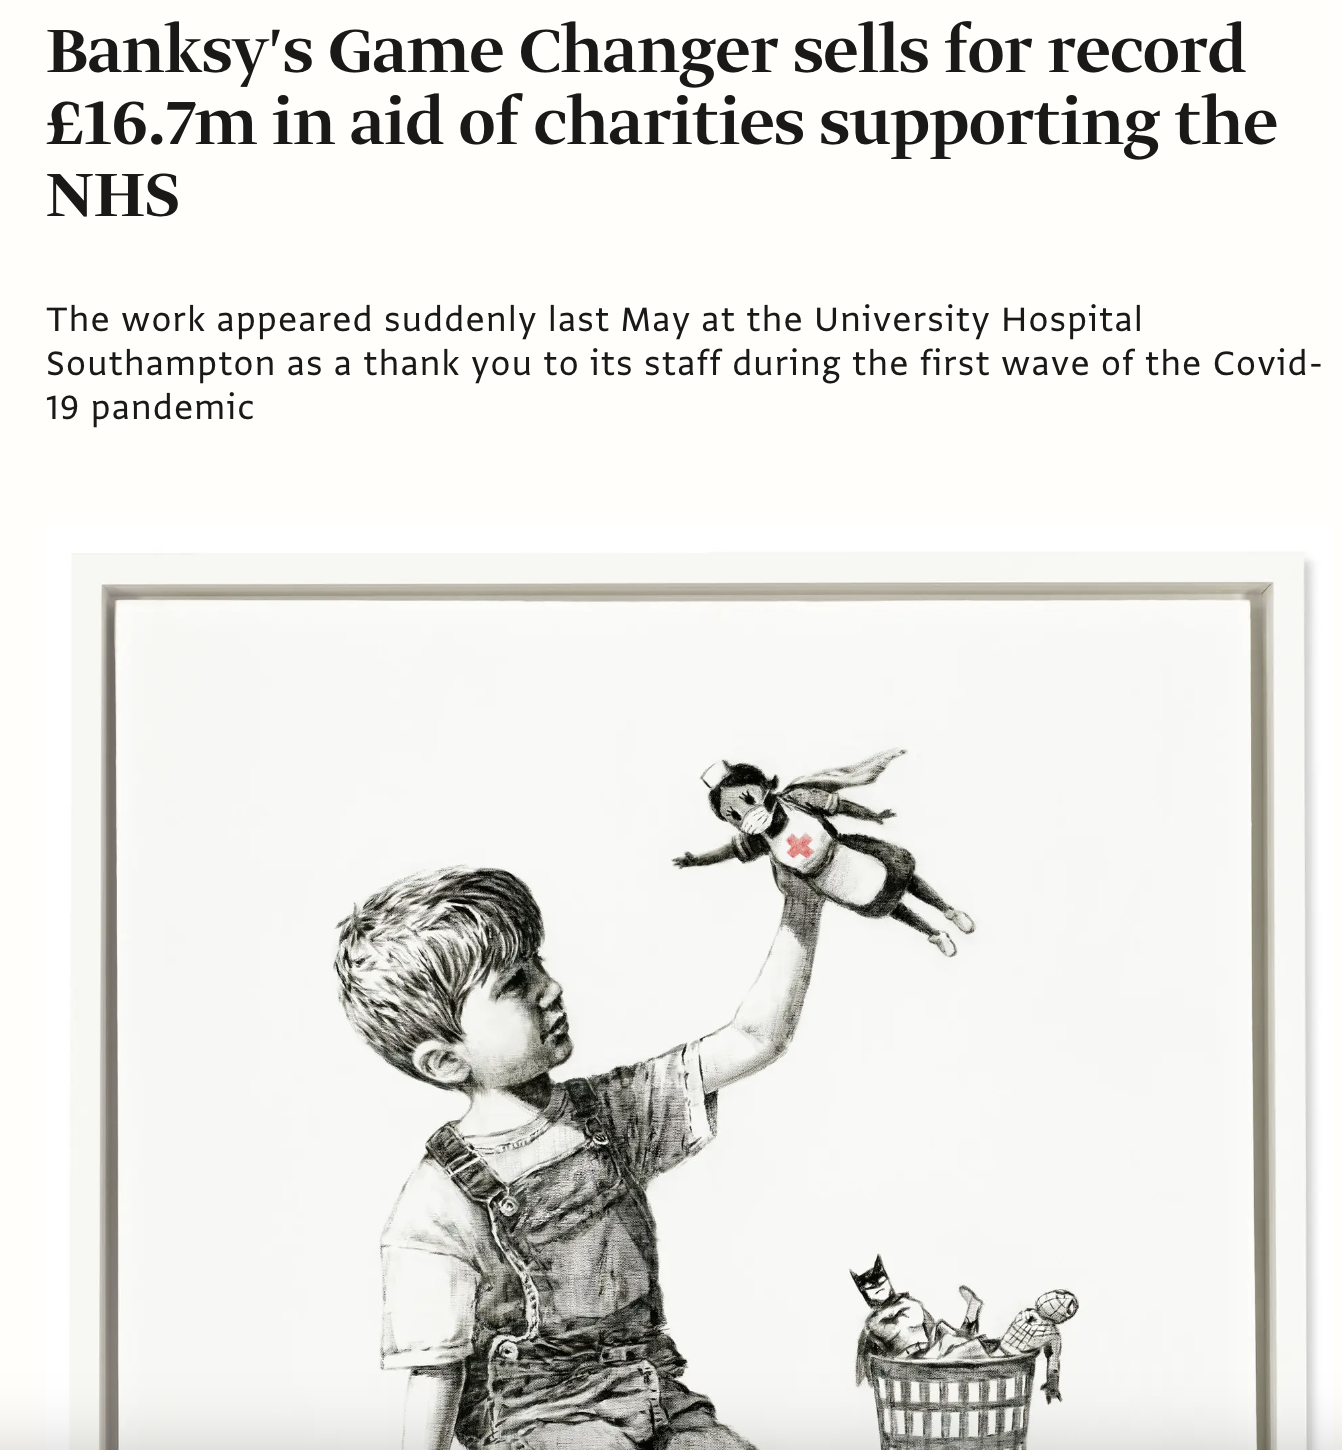 Banksy's Game Changer sells for record
£16.7m in aid of charities supporting the
NHS
The work appeared suddenly last May at the University Hospital
Southampton as a thank you to its staff during the first wave of the Covid-
19 pandemic